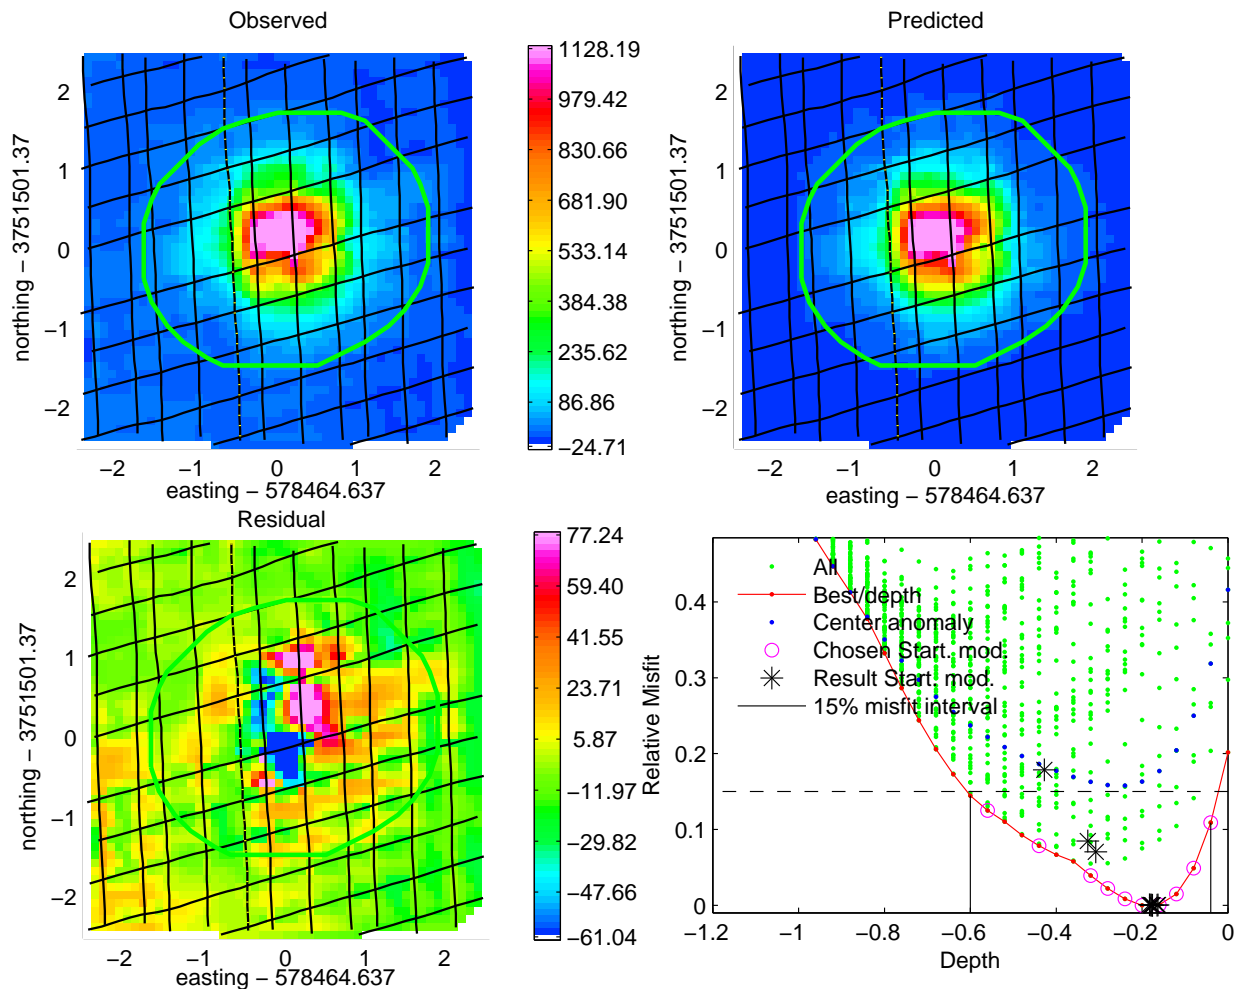 Observed
2
1
0
−1
−2
northing − 3751501.37
−2 −1 0 1 2
easting − 578464.637
1128.19
979.42
830.66
681.90
533.14
384.38
235.62
86.86
−24.71
Predicted
2
1
0
−1
−2
northing − 3751501.37
−2 −1 0 1 2
easting − 578464.637
Residual
2
1
0
−1
−2
northing − 3751501.37
−2 −1 0 1 2
easting − 578464.637
77.24
59.40
41.55
23.71
5.87
−11.97
−29.82
−47.66
−61.04
All
Best/depth
Center anomaly
Chosen Start. mod.
Result Start. mod.
15% misfit interval
0.4
0.3
0.2
0.1
0
Relative Misfit
−1.2 −1 −0.8 −0.6 −0.4 −0.2 0
Depth